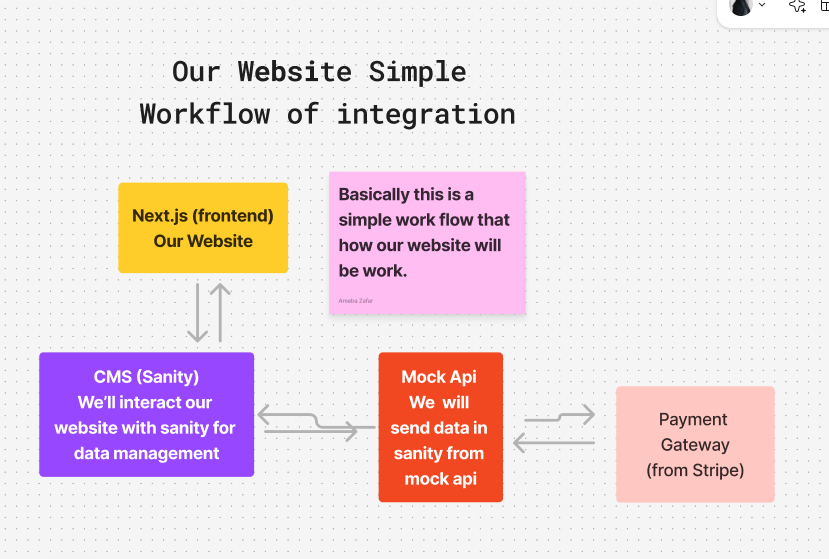 Our Website Simple
Workflow of integration
Next.js (frontend)
Our Website
Basically this is a
simple work flow that
how our website will
be work.
Areeba Zafar
CMS (Sanity)
We'll interact our
website with sanity for
data management
Mock Api
We will
send data in
sanity from
mock api
Payment
Gateway
(from Stripe)